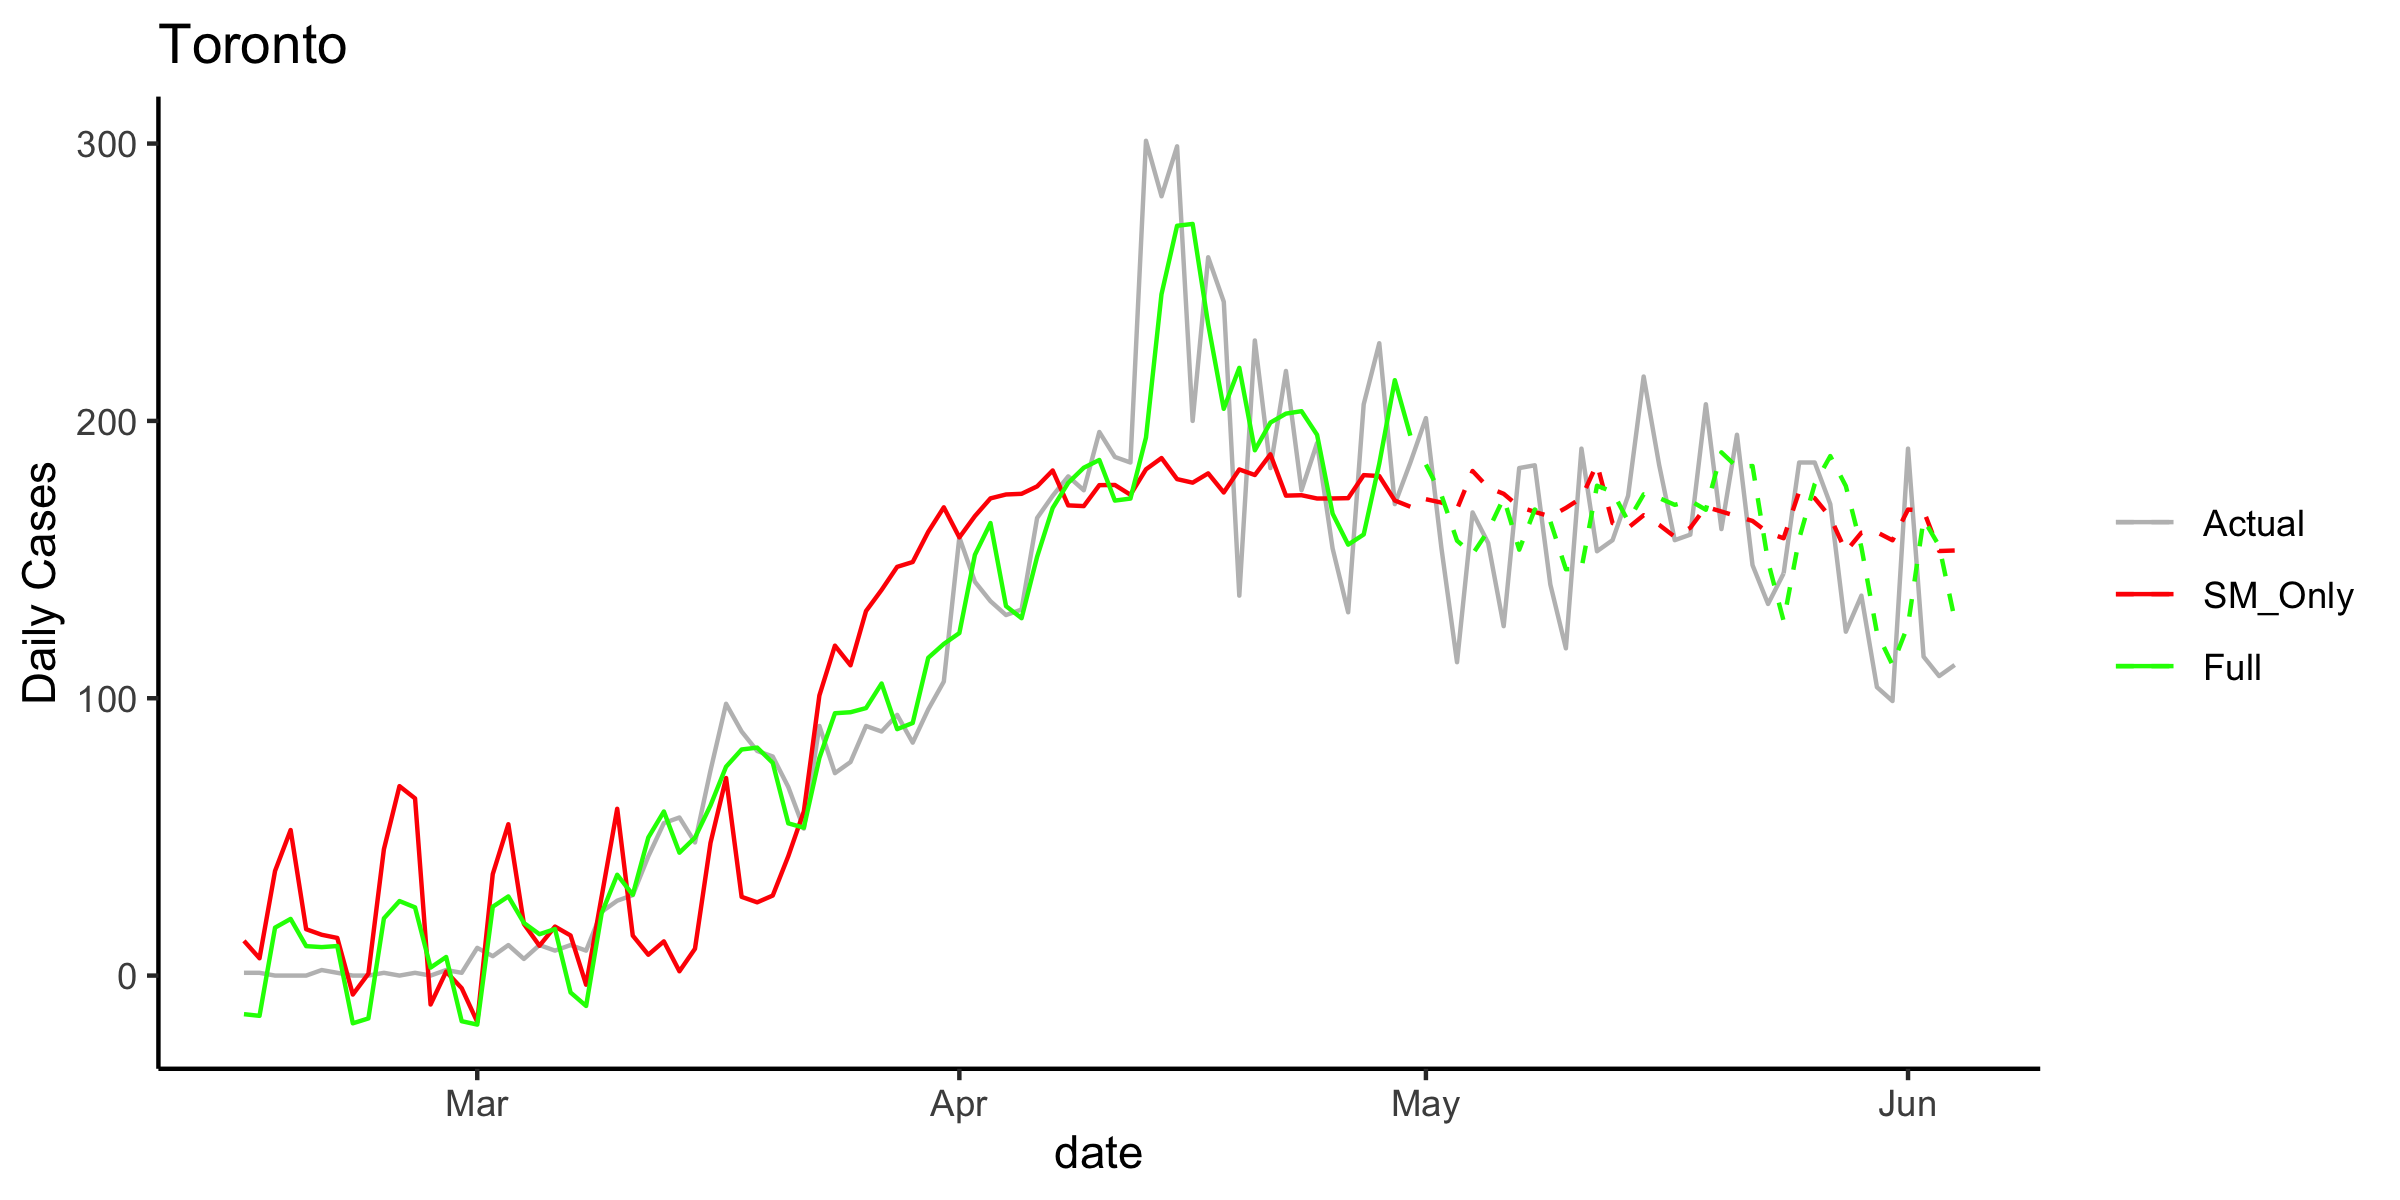 Toronto
Daily Cases
300
200
100
0
Mar
Apr
May
Jun
date
Actual
SM_Only
Full